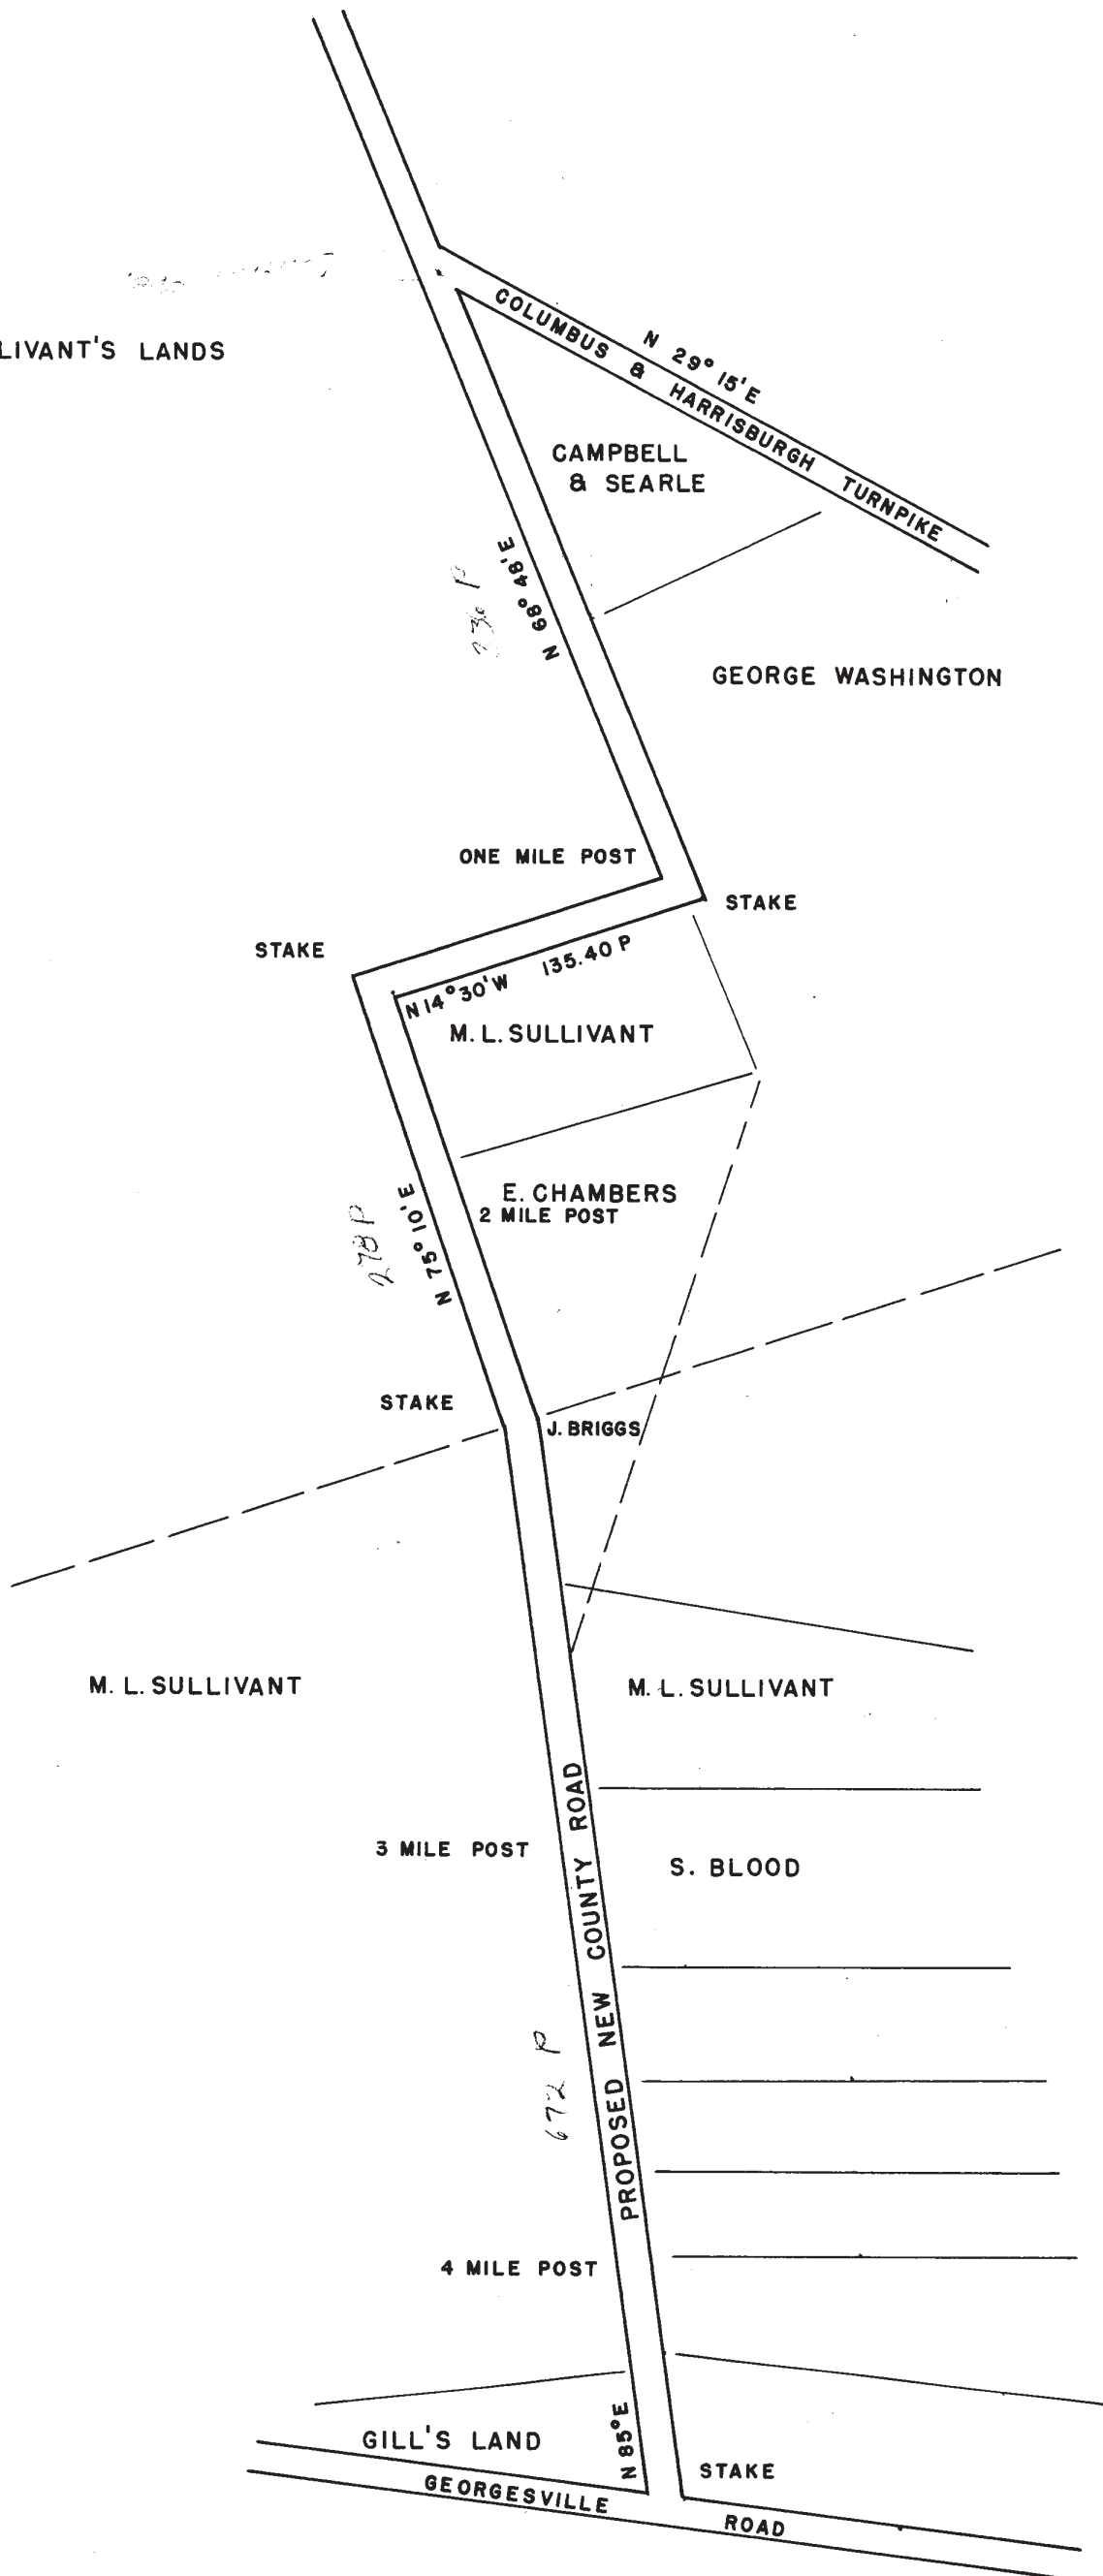 LIVANT'S LANDS
COLUMBUS & HARRISBURGH TURNPIKE
N 29° 15' E
CAMPBELL
& SEARLE
N 68° 48' E
GEORGE WASHINGTON
ONE MILE POST
STAKE
STAKE
N 14° 30' W 135.40 P
M. L. SULLIVANT
E. CHAMBERS
2 MILE POST
N 75° 10' E
278 P
STAKE
J. BRIGGS
M. L. SULLIVANT
M. L. SULLIVANT
3 MILE POST
S. BLOOD
PROPOSED NEW COUNTY ROAD
672 P
4 MILE POST
GILL'S LAND
N 85° E
STAKE
GEORGESVILLE ROAD